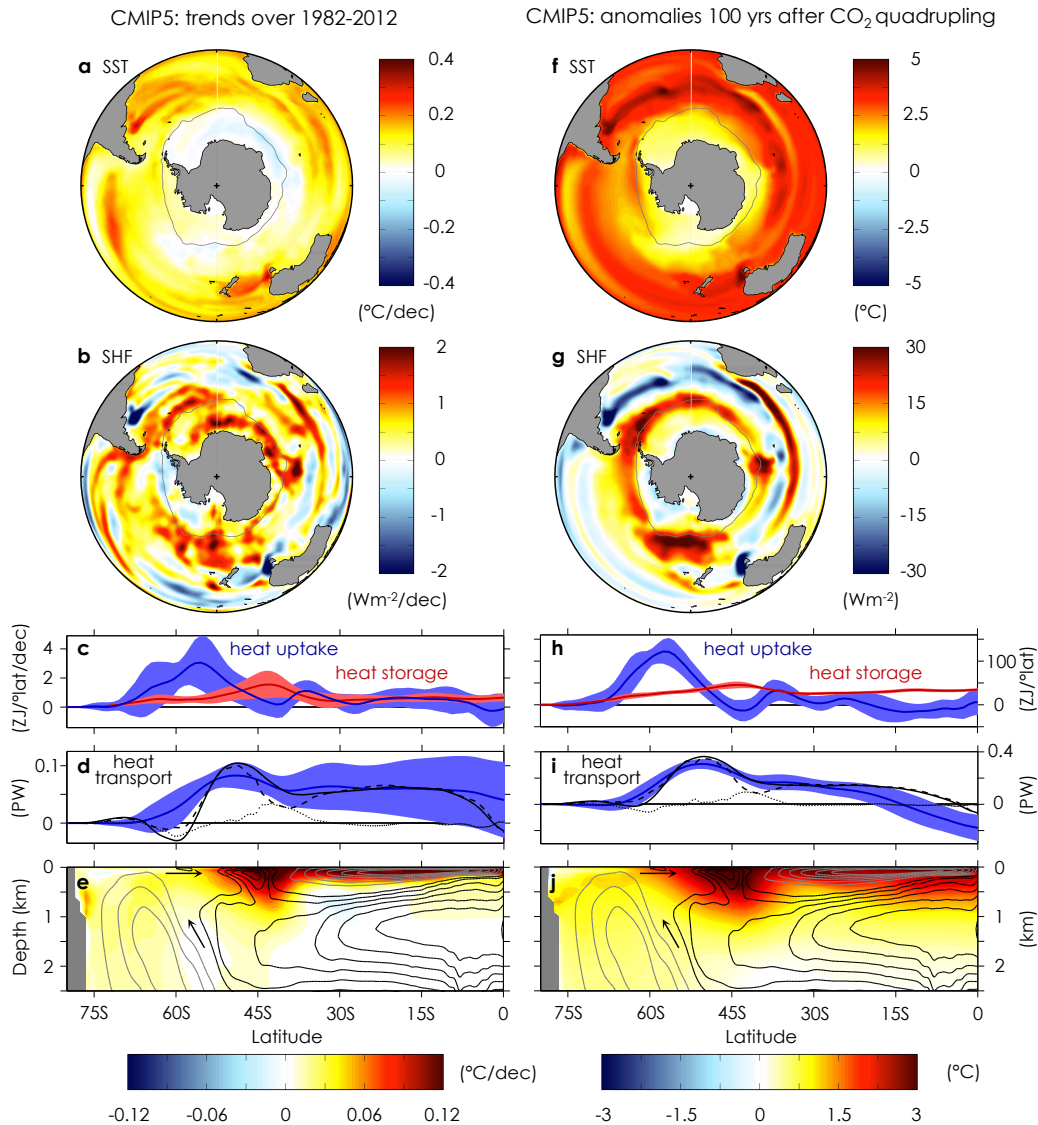 CMIP5: trends over 1982-2012
CMIP5: anomalies 100 yrs after CO2 quadrupling
a SST
0.4
0.2
0
-0.2
-0.4
(°C/dec)
f SST
5
2.5
0
-2.5
-5
(°C)
b SHF
2
1
0
-1
-2
(Wm-2/dec)
g SHF
30
15
0
-15
-30
(Wm-2)
c
heat uptake
heat storage
4
2
0
(ZJ/°lat/dec)
h
heat uptake
heat storage
100
0
(ZJ/°lat)
d
heat
transport
0.1
0
(PW)
i
heat
transport
0.4
0
(PW)
e
0
1
2
Depth (km)
75S 60S 45S 30S 15S 0
Latitude
j
0
1
2
(km)
75S 60S 45S 30S 15S 0
Latitude
(°C/dec)
-0.12 -0.06 0 0.06 0.12
(°C)
-3 -1.5 0 1.5 3